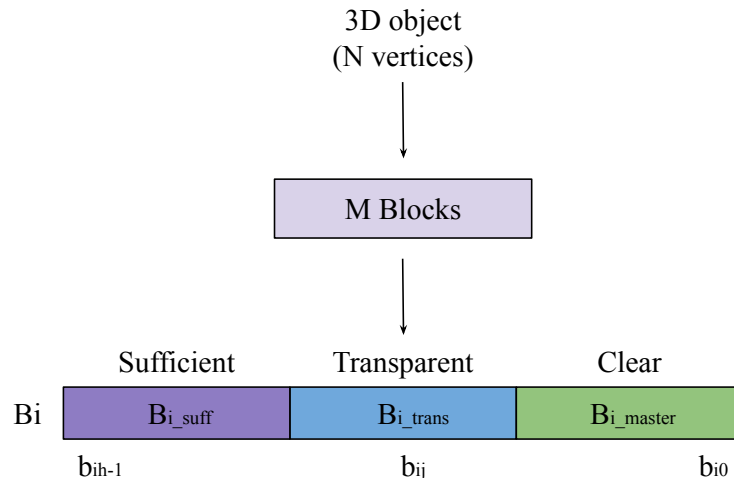 3D object
(N vertices)
M Blocks
Sufficient Transparent Clear
Bi Bi_suff Bi_trans Bi_master
bih-1 bij bi0